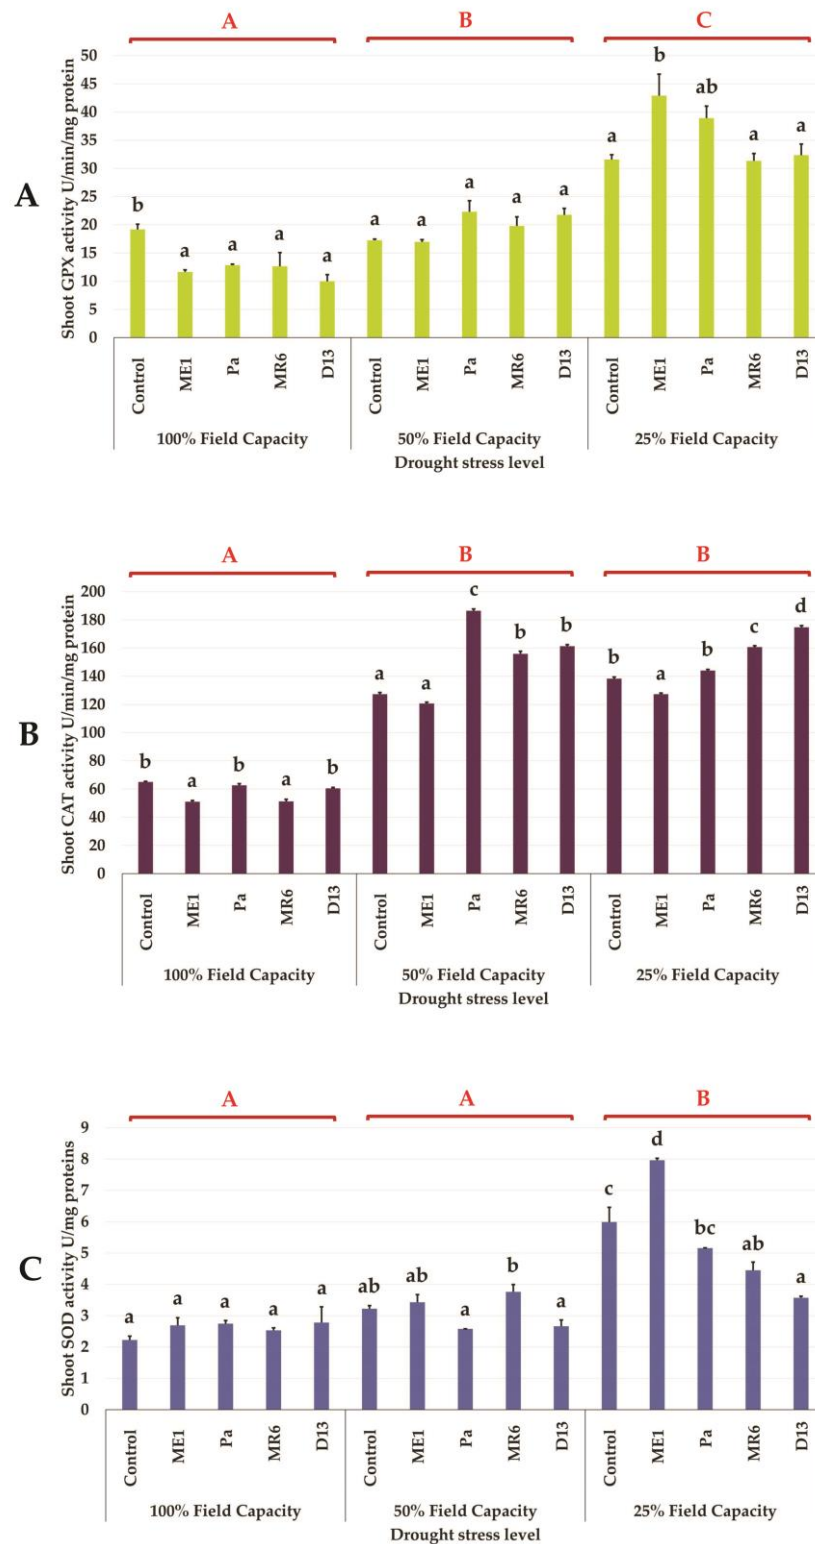 A B C
A
Shoot GPX activity U/min/mg protein
50
45
40
35
30
25
20
15
10
5
0
b a a a a a a a a a a b ab a a
Control ME1 Pa MR6 D13 Control ME1 Pa MR6 D13 Control ME1 Pa MR6 D13
100% Field Capacity 50% Field Capacity 25% Field Capacity
Drought stress level
A B B
B
Shoot CAT activity U/min/mg protein
200
180
160
140
120
100
80
60
40
20
0
b a b a b a a c b b b a b c d
Control ME1 Pa MR6 D13 Control ME1 Pa MR6 D13 Control ME1 Pa MR6 D13
100% Field Capacity 50% Field Capacity 25% Field Capacity
Drought stress level
A A B
C
Shoot SOD activity U/mg proteins
9
8
7
6
5
4
3
2
1
0
a a a a a ab ab a b a c d bc ab a
Control ME1 Pa MR6 D13 Control ME1 Pa MR6 D13 Control ME1 Pa MR6 D13
100% Field Capacity 50% Field Capacity 25% Field Capacity
Drought stress level